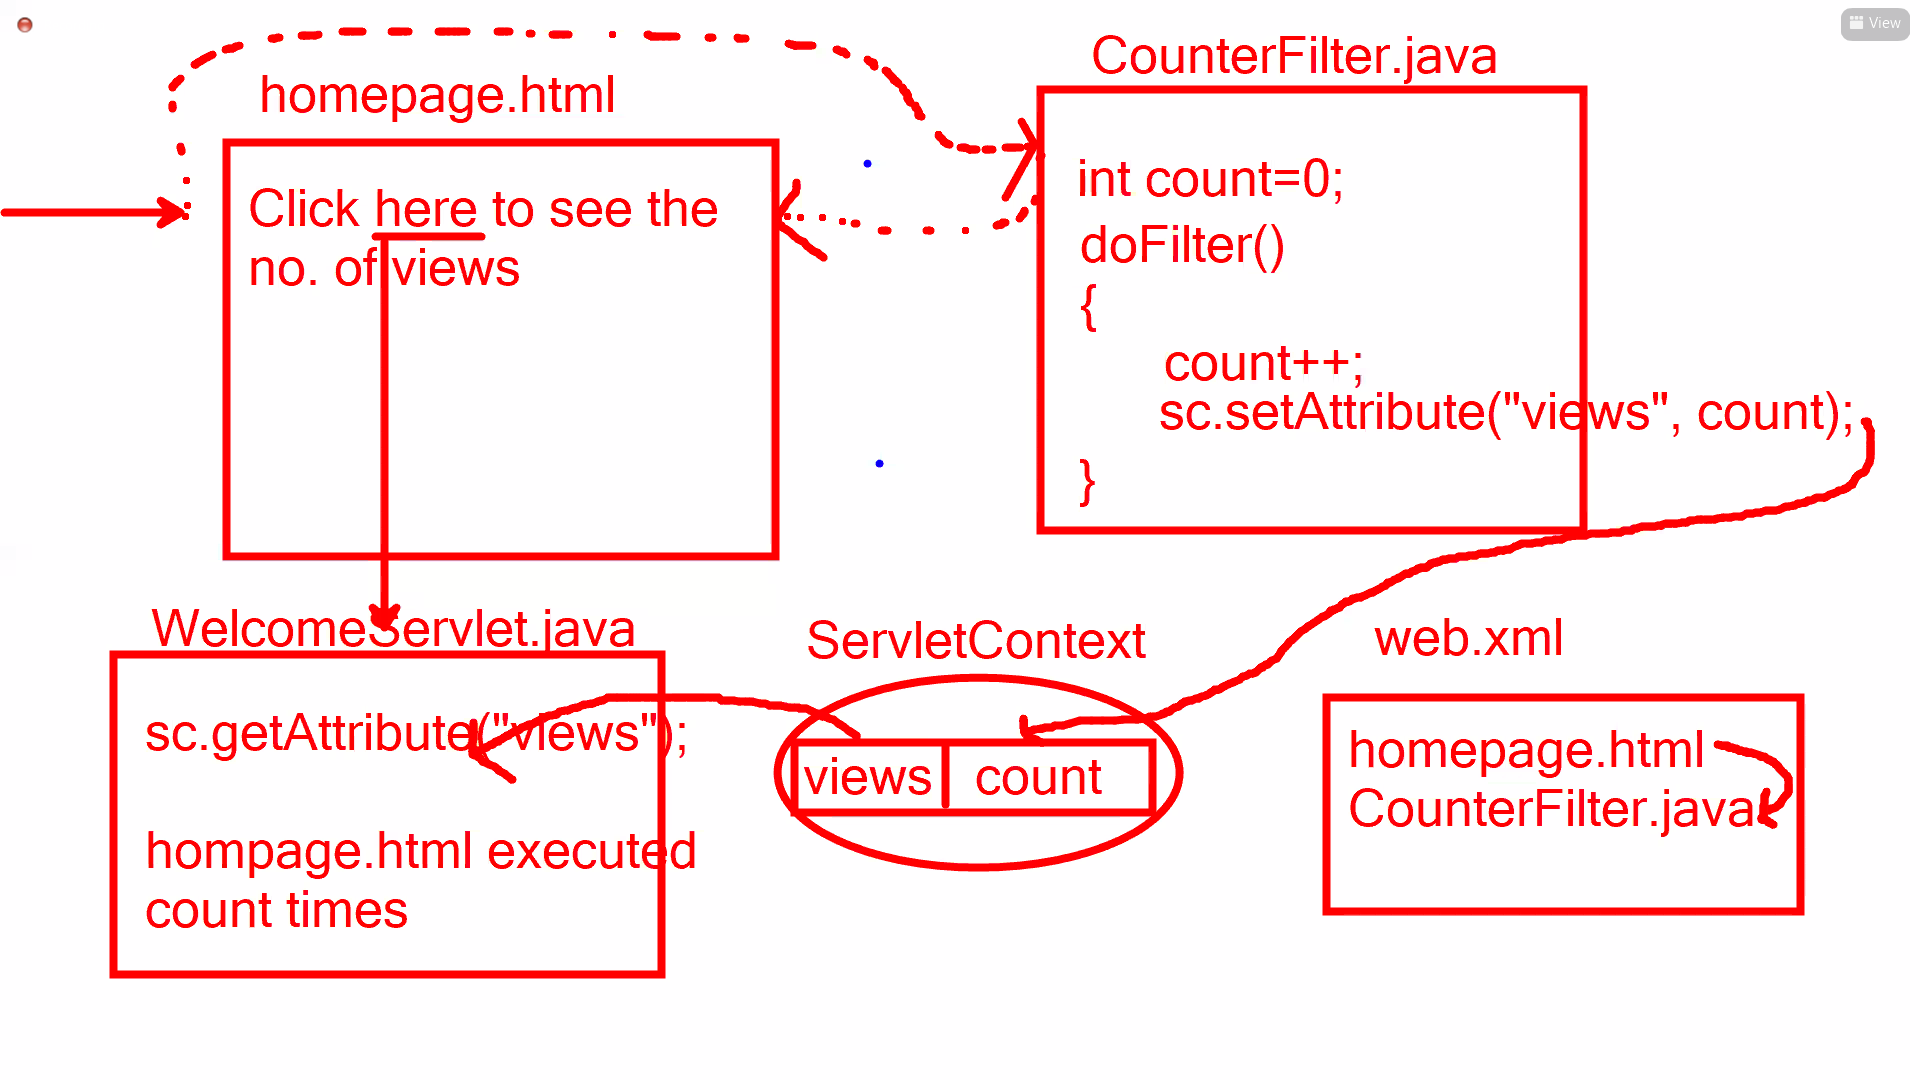 View
homepage.html
Click here to see the
no. of views
CounterFilter.java
int count=0;
doFilter()
{
count++;
sc.setAttribute("views", count);
}
WelcomeServlet.java
sc.getAttribute("views");
hompage.html executed
count times
ServletContext
views count
web.xml
homepage.html
CounterFilter.java